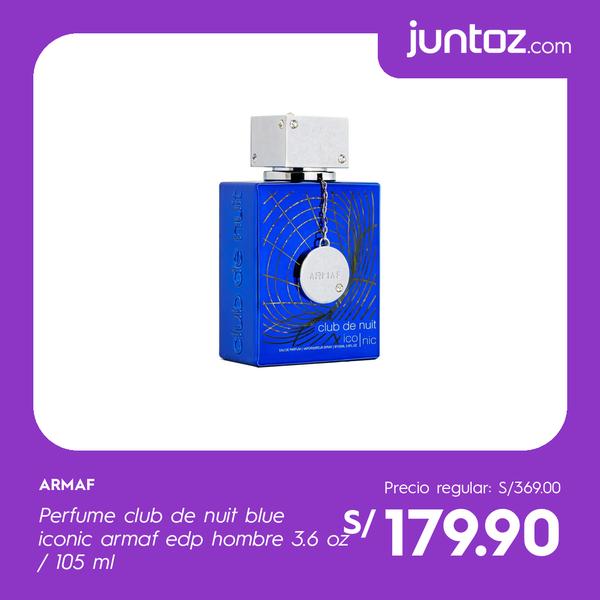 juntoz.com
club de nuit
ARMAF
club de nuit
ico|nic
ARMAF
Perfume club de nuit blue
iconic armaf edp hombre 3.6 oz
/ 105 ml
Precio regular: S/369.00
S/179.90